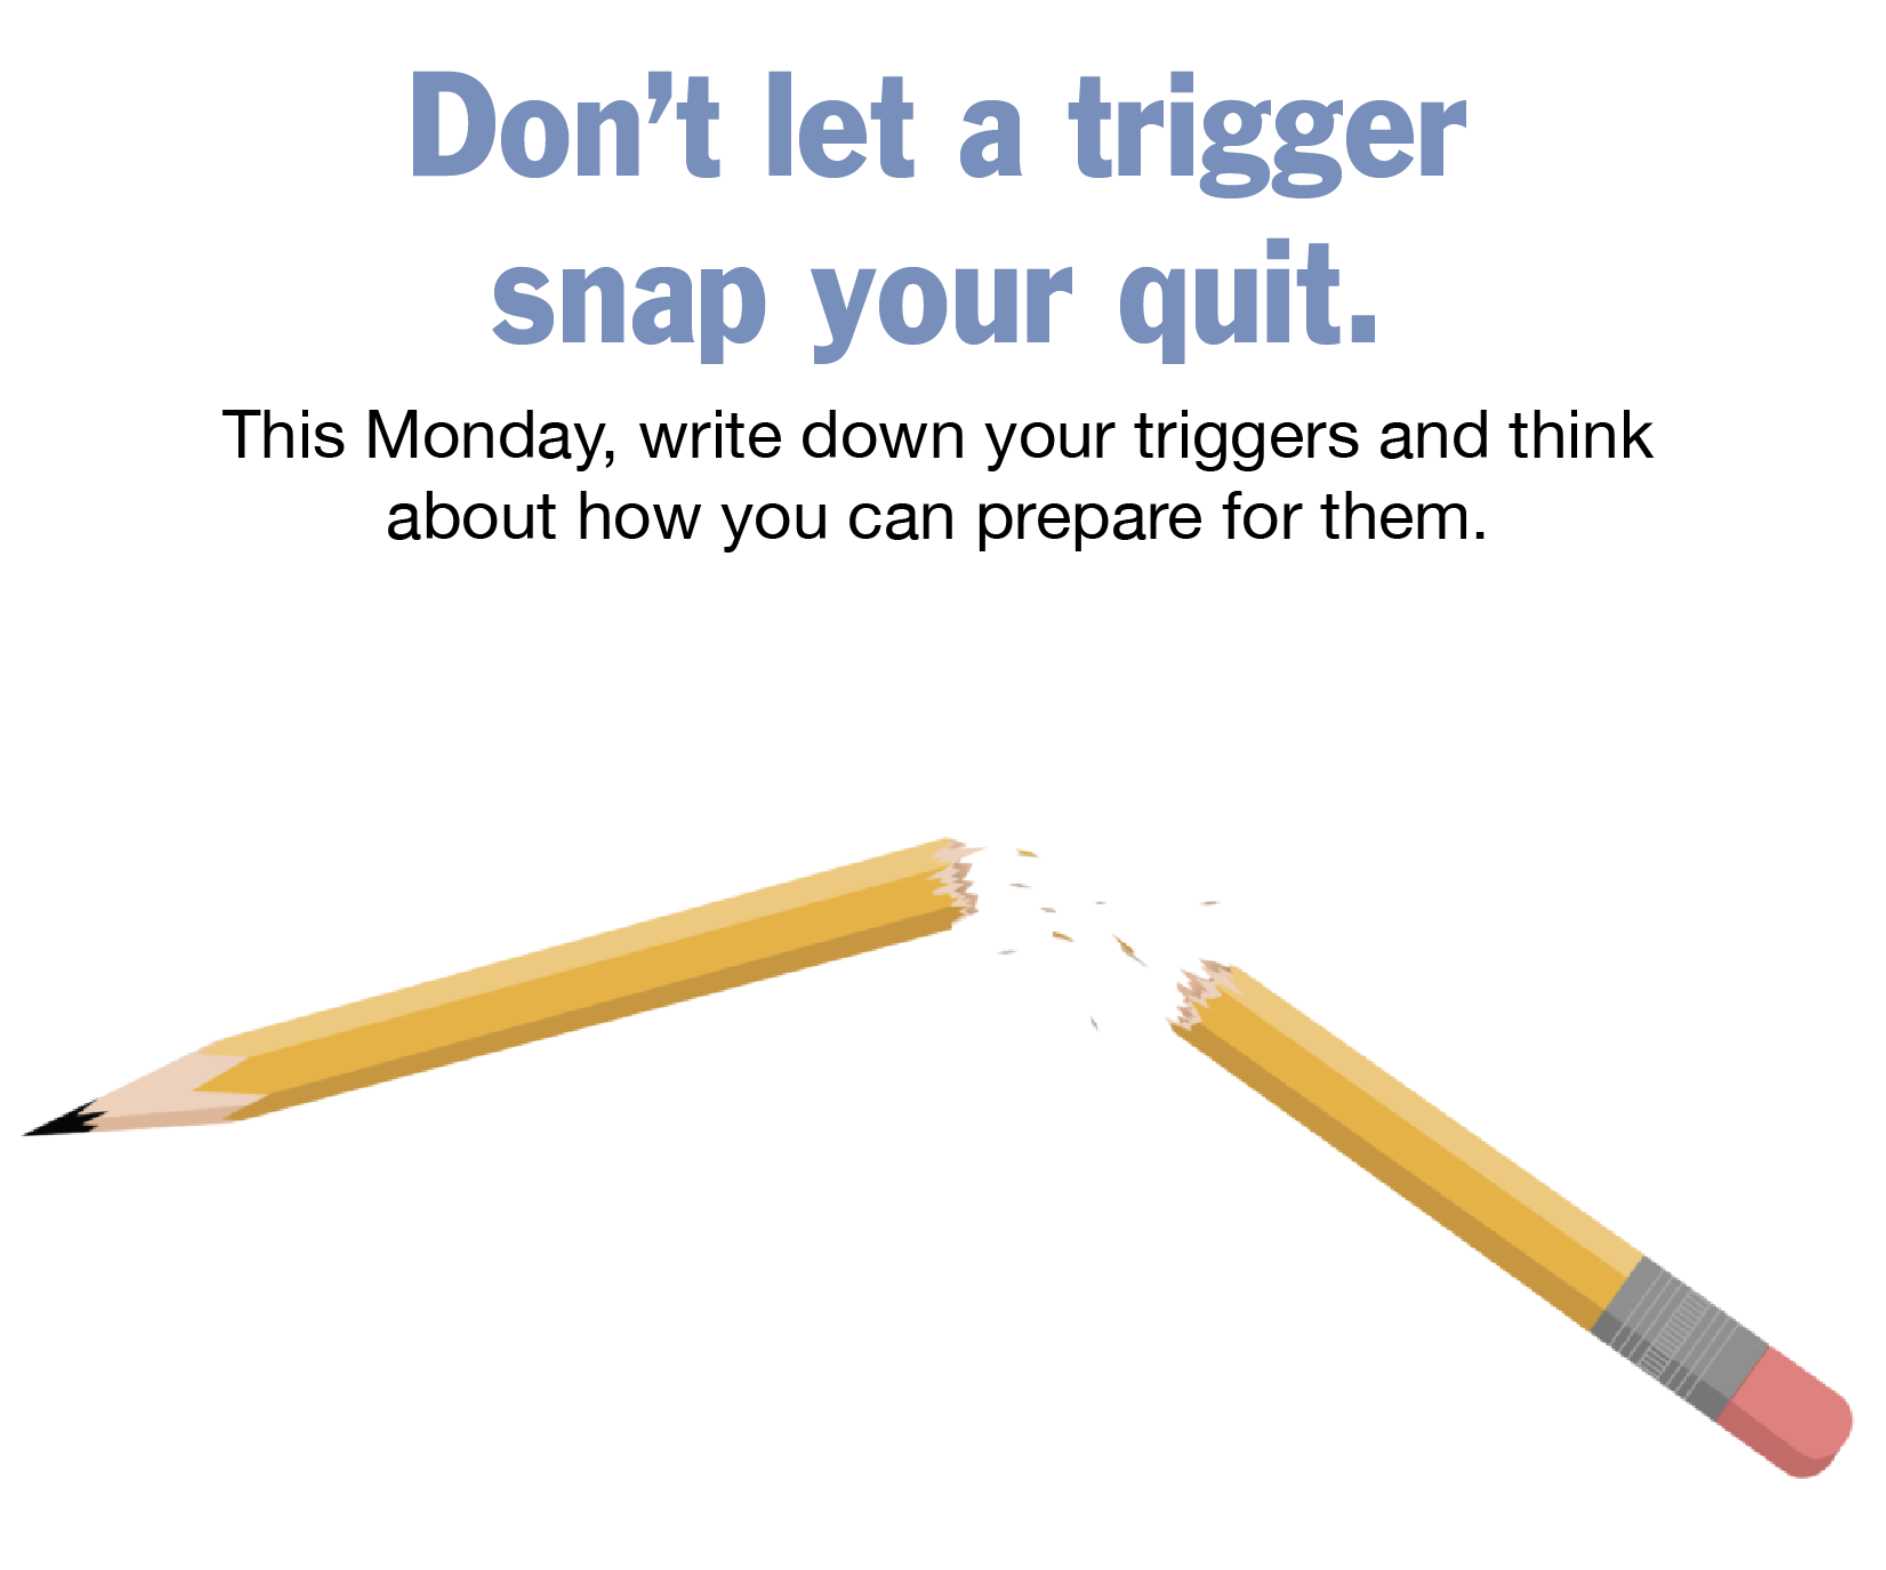 Don’t let a trigger
snap your quit.
This Monday, write down your triggers and think
about how you can prepare for them.